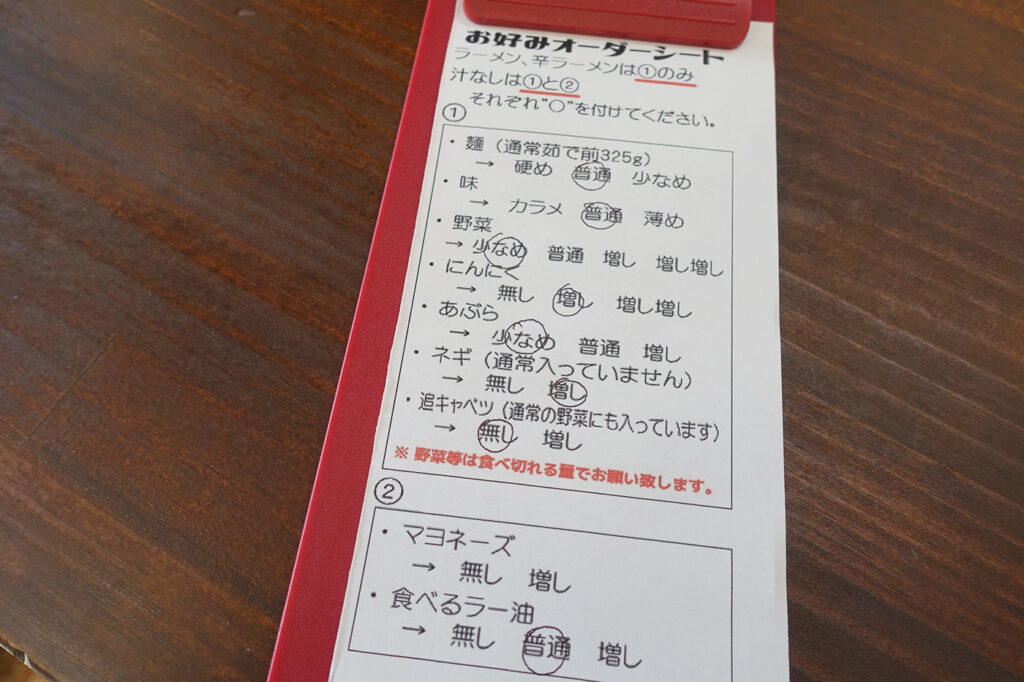 お好みオーダーシート
ラーメン、辛ラーメンは①のみ
汁なしは①と②
それぞれ"○"を付けてください。
①
・麺（通常茹で前325g）
→ 硬め 普通 少なめ
・味
→ カラメ 普通 薄め
・野菜
→ 少なめ 普通 増し 増し増し
・にんにく
→ 無し 増し 増し増し
・あぶら
→ 少なめ 普通 増し
・ネギ（通常入っていません）
→ 無し 増し
・追キャベツ（通常の野菜にも入っています）
→ 無し 増し
※ 野菜等は食べ切れる量でお願い致します。
②
・マヨネーズ
→ 無し 増し
・食べるラー油
→ 無し 普通 増し